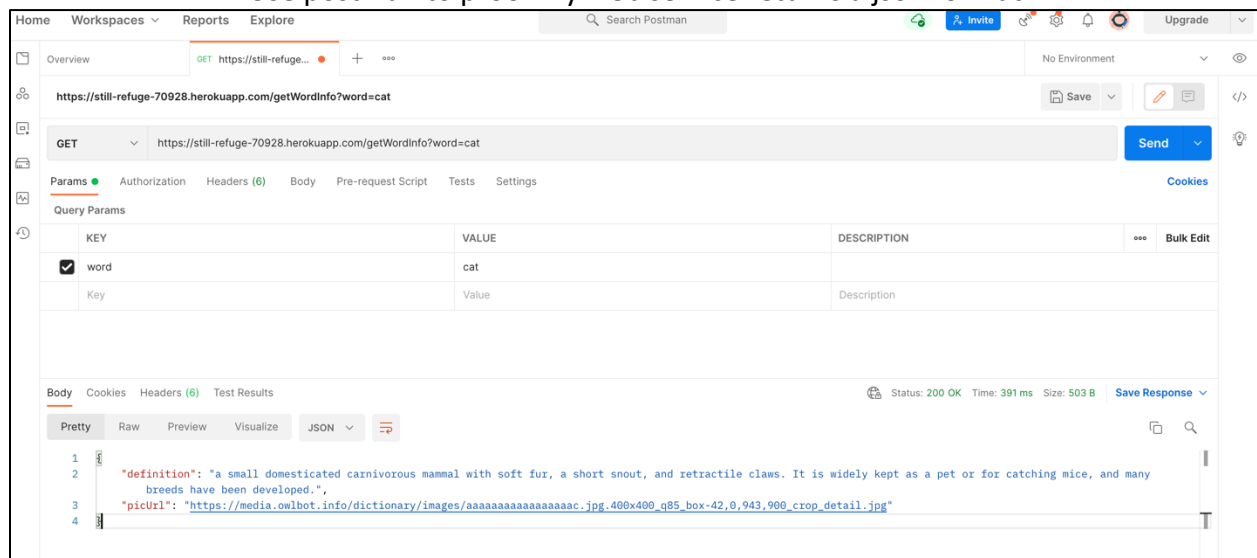 Home Workspaces Reports Explore Search Postman Invite Upgrade
Overview GET https://still-refuge... No Environment
https://still-refuge-70928.herokuapp.com/getWordInfo?word=cat Save
GET https://still-refuge-70928.herokuapp.com/getWordInfo?word=cat Send
Params Authorization Headers (6) Body Pre-request Script Tests Settings Cookies
Query Params
KEY VALUE DESCRIPTION Bulk Edit
word cat
Key Value Description
Body Cookies Headers (6) Test Results Status: 200 OK Time: 391 ms Size: 503 B Save Response
Pretty Raw Preview Visualize JSON
1 {
2 "definition": "a small domesticated carnivorous mammal with soft fur, a short snout, and retractile claws. It is widely kept as a pet or for catching mice, and many
breeds have been developed.",
3 "picUrl": "https://media.owlbot.info/dictionary/images/aaaaaaaaaaaaaaaaac.jpg.400x400_q85_box-42,0,943,900_crop_detail.jpg"
4 }